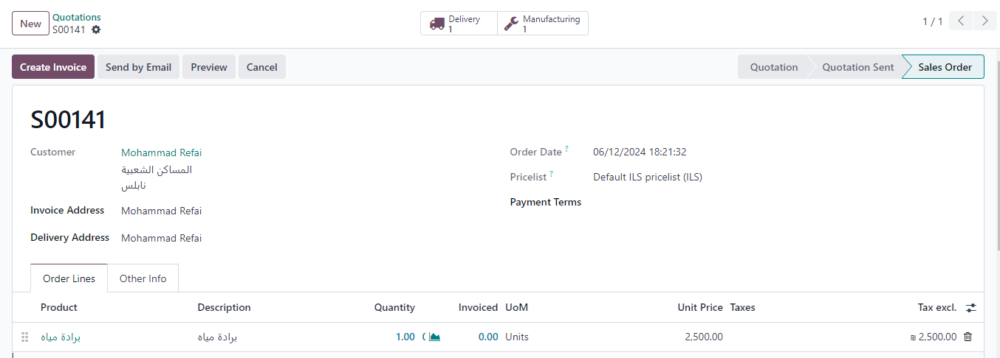 New
Quotations
S00141
Delivery
1
Manufacturing
1
1 / 1
Create Invoice
Send by Email
Preview
Cancel
Quotation
Quotation Sent
Sales Order
S00141
Customer
Mohammad Refai
المساكن الشعبية
نابلس
Invoice Address
Mohammad Refai
Delivery Address
Mohammad Refai
Order Date ?
06/12/2024 18:21:32
Pricelist ?
Default ILS pricelist (ILS)
Payment Terms
Order Lines
Other Info
Product Description Quantity Invoiced UoM Unit Price Taxes Tax excl.
برادة مياه برادة مياه 1.00 0.00 Units 2,500.00 ₪ 2,500.00